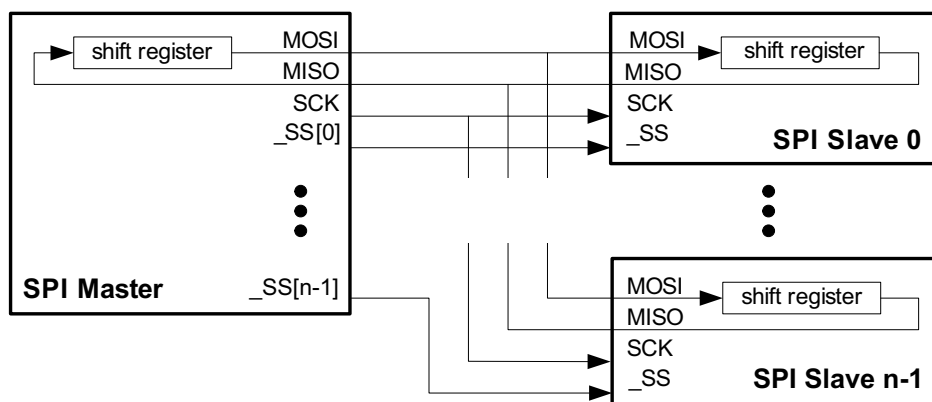 shift register
MOSI
MISO
SCK
_SS[0]
_SS[n-1]
SPI Master
MOSI
shift register
MISO
SCK
_SS
SPI Slave 0
MOSI
shift register
MISO
SCK
_SS
SPI Slave n-1